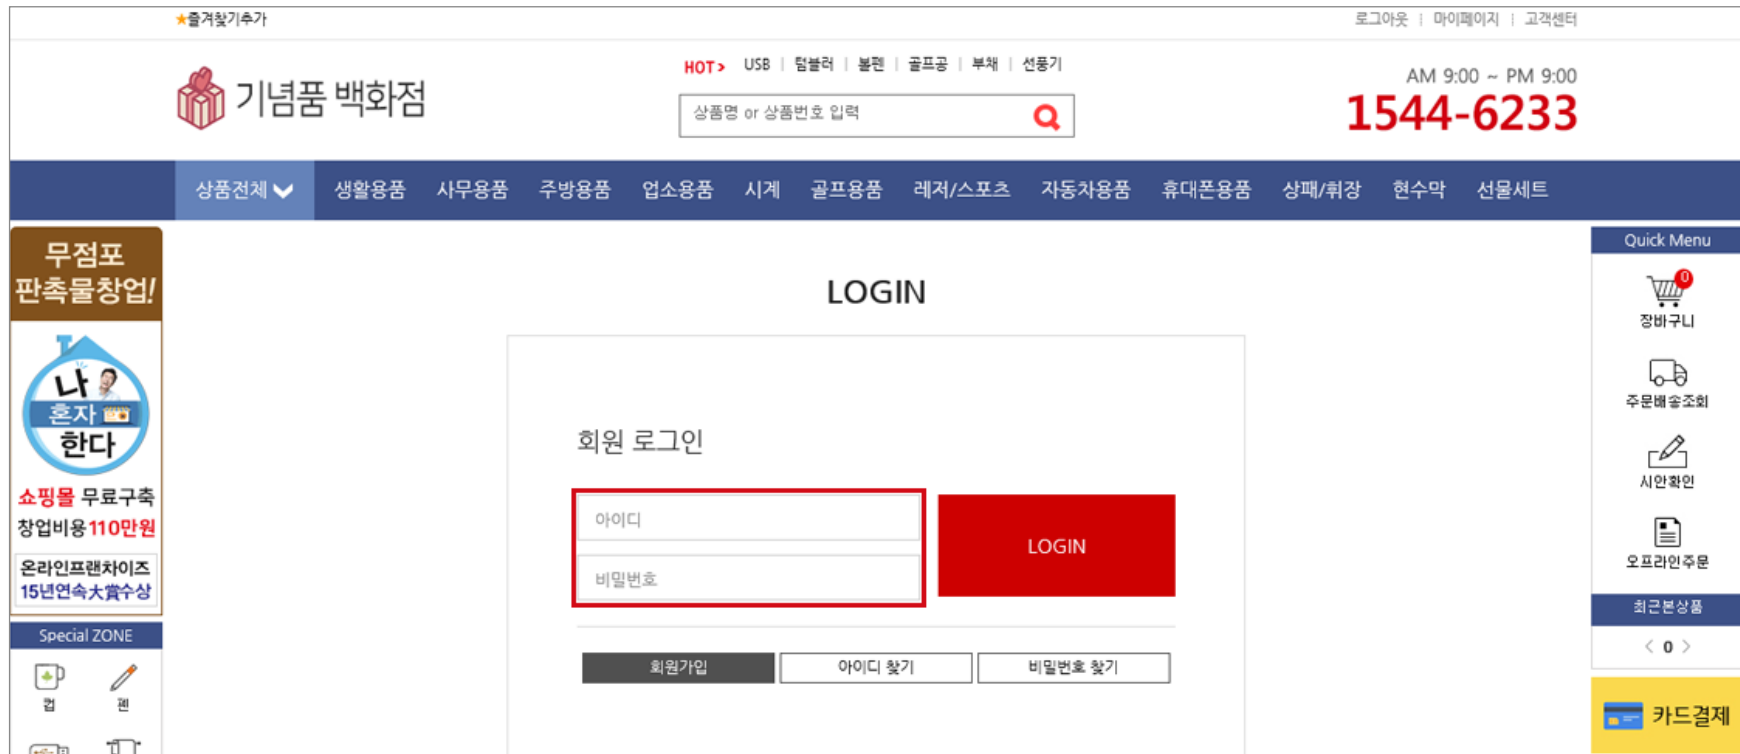 ★즐겨찾기추가
로그아웃 | 마이페이지 | 고객센터
기념품 백화점
HOT> USB | 텀블러 | 볼펜 | 골프공 | 부채 | 선풍기
상품명 or 상품번호 입력
AM 9:00 ~ PM 9:00
1544-6233
상품전체 생활용품 사무용품 주방용품 업소용품 시계 골프용품 레저/스포츠 자동차용품 휴대폰용품 상패/휘장 현수막 선물세트
무점포
판촉물창업!
나
혼자
한다
쇼핑몰 무료구축
창업비용110만원
온라인프랜차이즈
15년연속大賞수상
Special ZONE
컵 펜
LOGIN
회원 로그인
아이디
비밀번호
LOGIN
회원가입 아이디 찾기 비밀번호 찾기
Quick Menu
0
장바구니
주문배송조회
시안확인
오프라인주문
최근본상품
< 0 >
카드결제